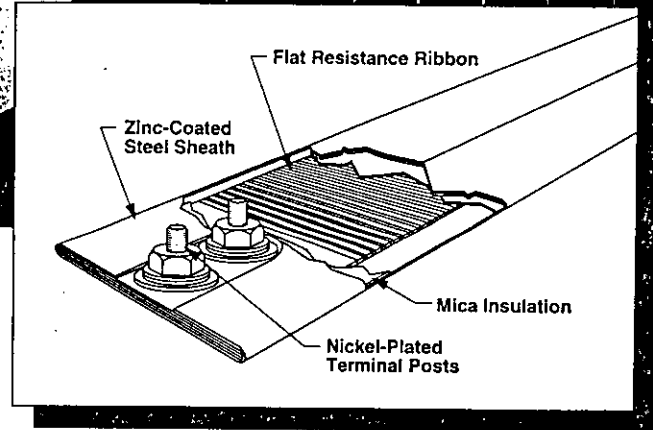 Flat Resistance Ribbon
Zinc-Coated
Steel Sheath
Mica Insulation
Nickel-Plated
Terminal Posts